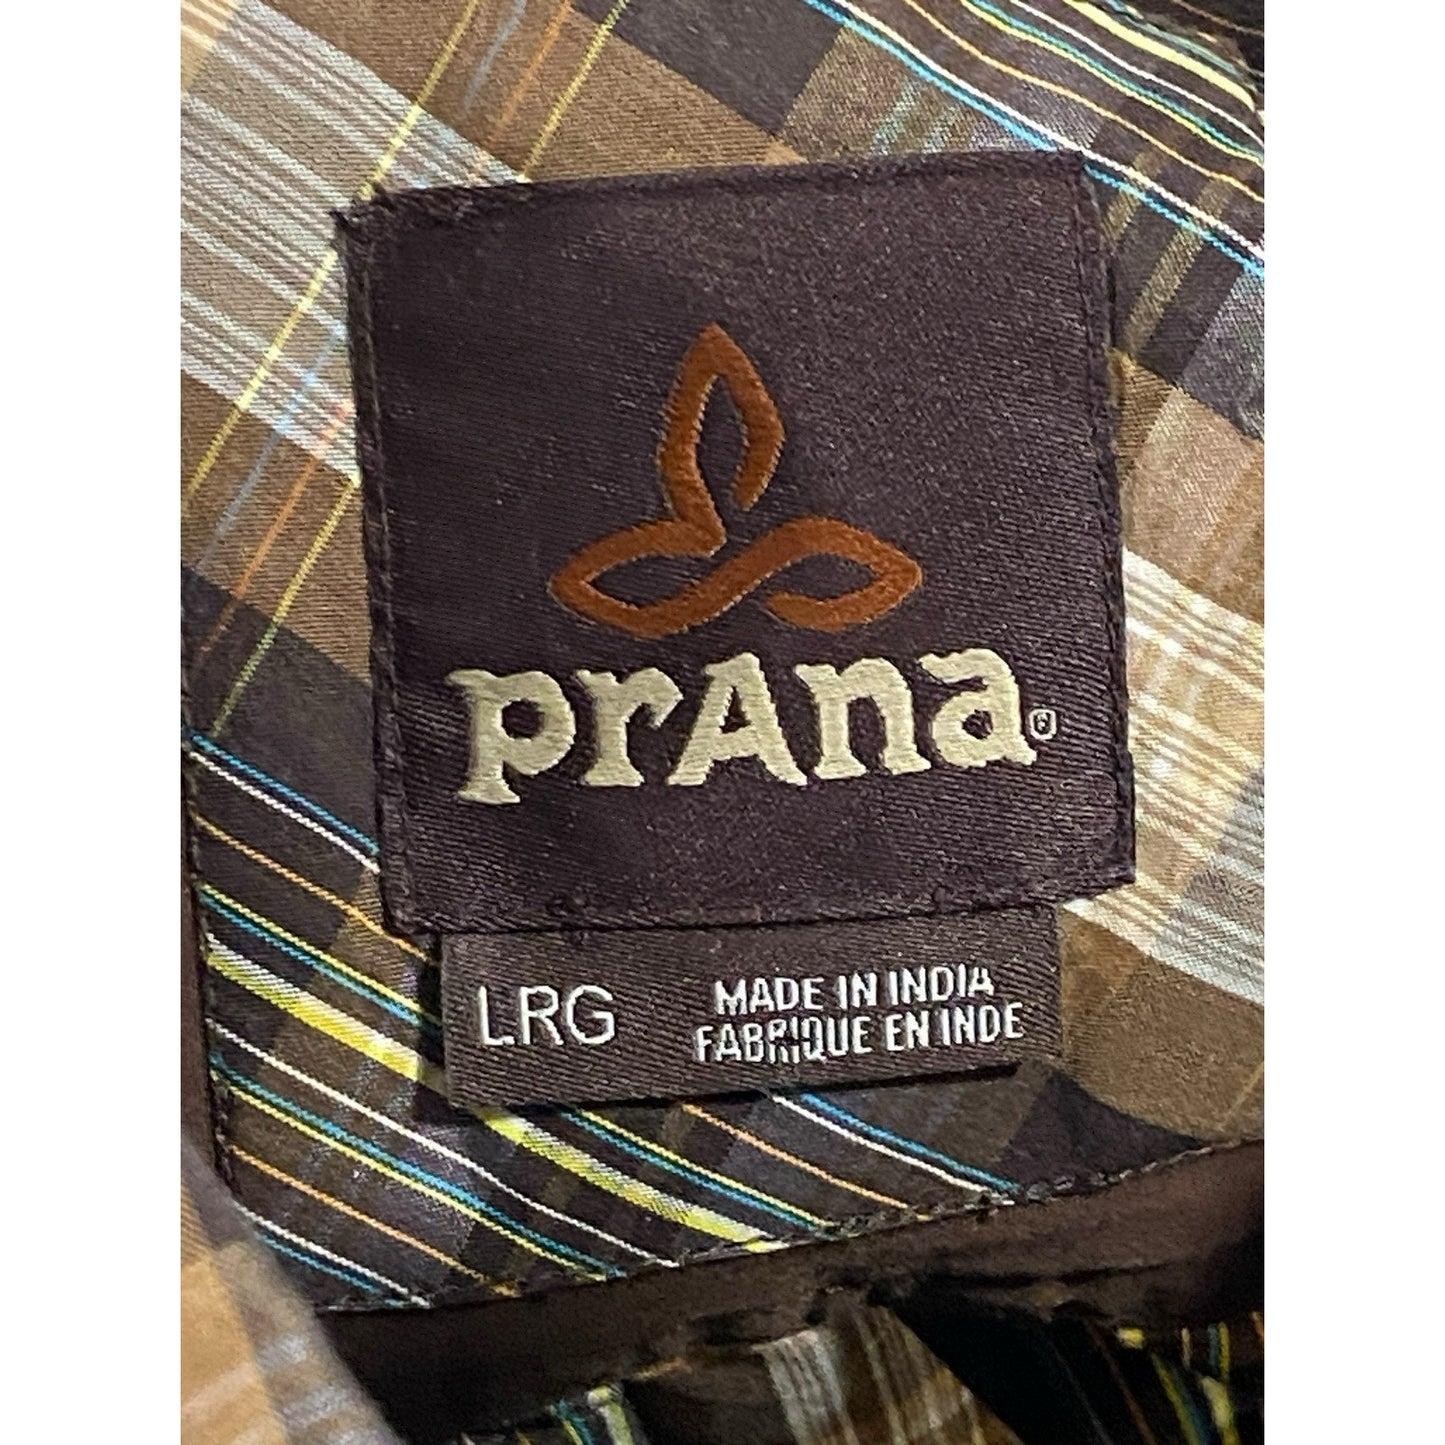 prAna®
LRG
MADE IN INDIA
FABRIQUE EN INDE